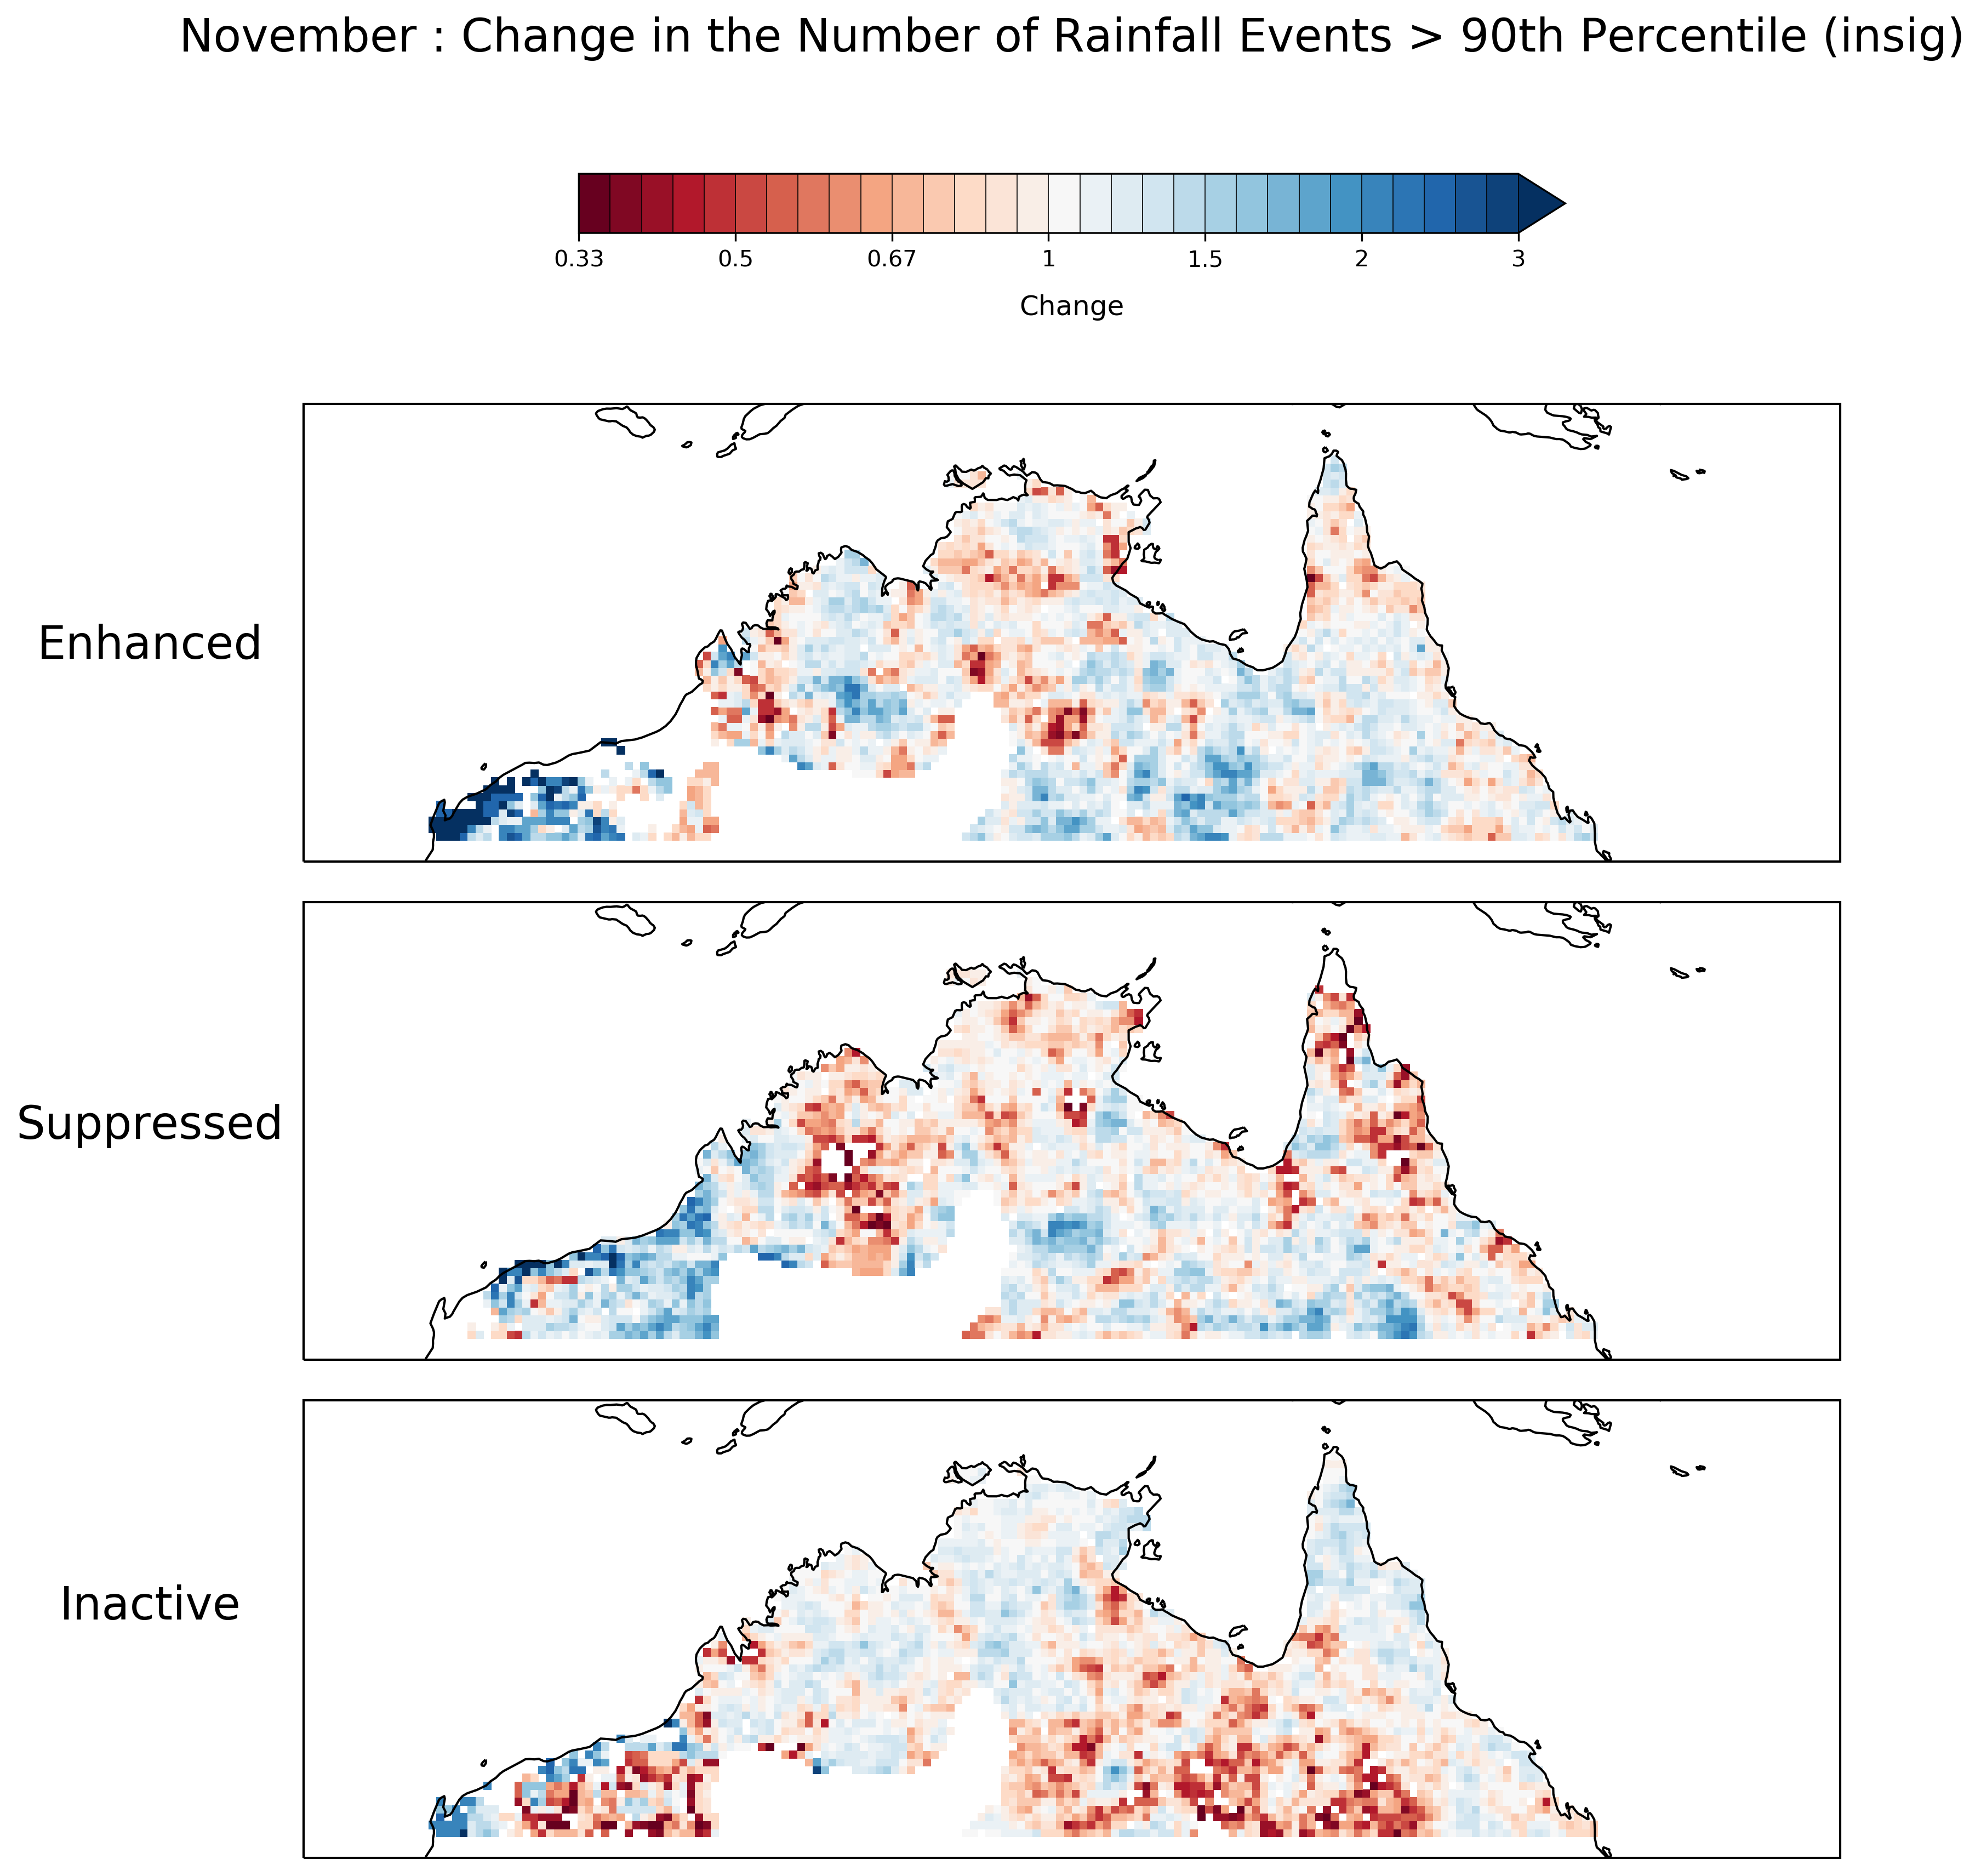 November : Change in the Number of Rainfall Events > 90th Percentile (insig)
0.33 0.5 0.67 1 1.5 2 3
Change
Enhanced
Suppressed
Inactive